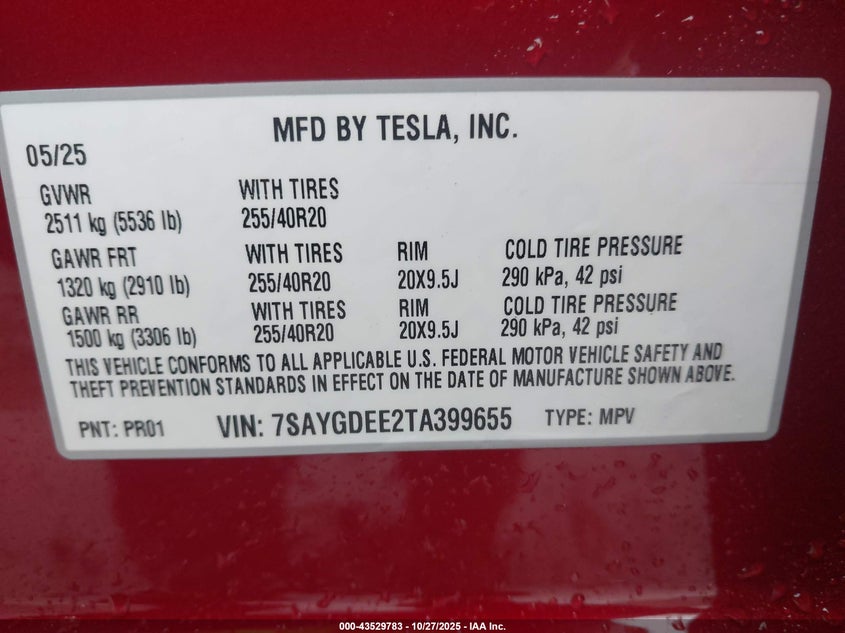 MFD BY TESLA, INC.
05/25
GVWR WITH TIRES
2511 kg (5536 lb) 255/40R20
GAWR FRT WITH TIRES RIM COLD TIRE PRESSURE
1320 kg (2910 lb) 255/40R20 20X9.5J 290 kPa, 42 psi
GAWR RR WITH TIRES RIM COLD TIRE PRESSURE
1500 kg (3306 lb) 255/40R20 20X9.5J 290 kPa, 42 psi
THIS VEHICLE CONFORMS TO ALL APPLICABLE U.S. FEDERAL MOTOR VEHICLE SAFETY AND
THEFT PREVENTION STANDARDS IN EFFECT ON THE DATE OF MANUFACTURE SHOWN ABOVE.
PNT: PR01 VIN: 7SAYGDEE2TA399655 TYPE: MPV
000-43529783 - 10/27/2025 - IAA Inc.